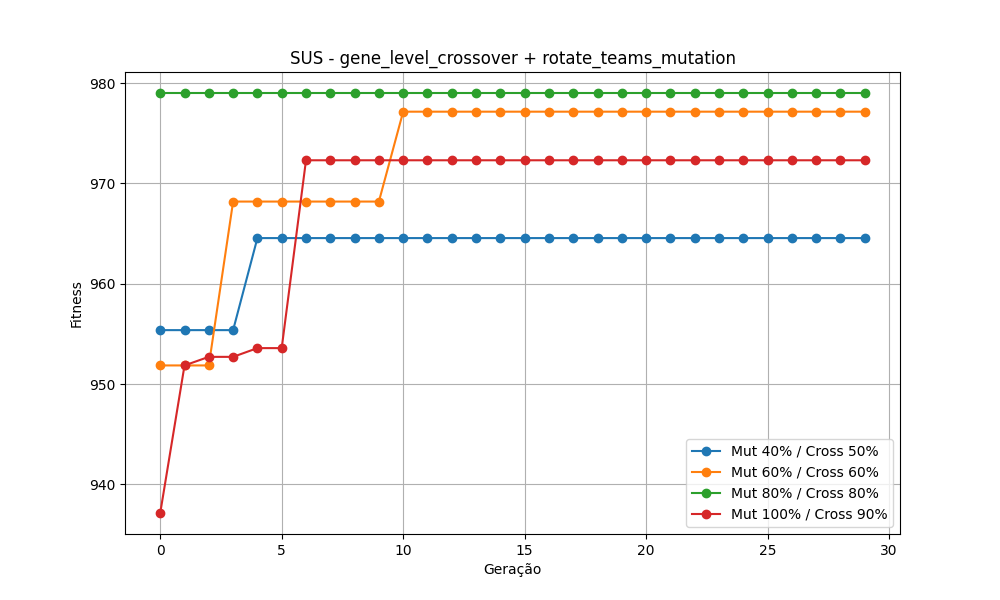 SUS - gene_level_crossover + rotate_teams_mutation
980
970
960
950
940
Fitness
0 5 10 15 20 25 30
Geração
Mut 40% / Cross 50%
Mut 60% / Cross 60%
Mut 80% / Cross 80%
Mut 100% / Cross 90%